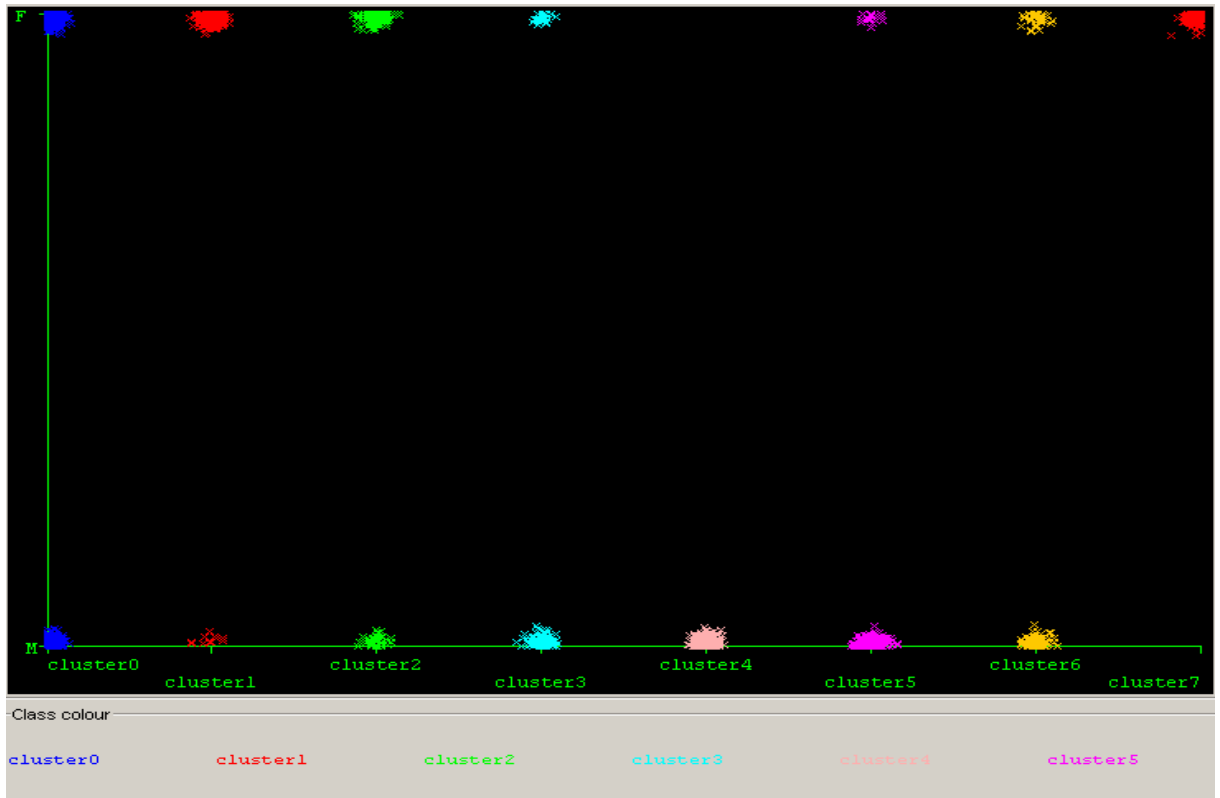 F
M
cluster0 cluster2 cluster4 cluster6
cluster1 cluster3 cluster5 cluster7
Class colour
cluster0 cluster1 cluster2 cluster3 cluster4 cluster5